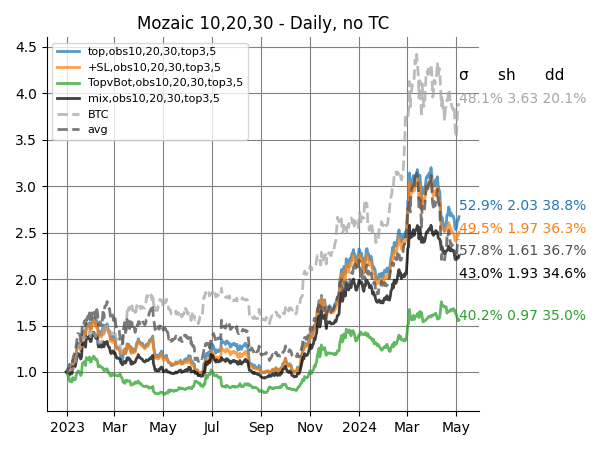 Mozaic 10,20,30 - Daily, no TC
4.5
4.0
3.5
3.0
2.5
2.0
1.5
1.0
top,obs10,20,30,top3,5
+SL,obs10,20,30,top3,5
TopvBot,obs10,20,30,top3,5
mix,obs10,20,30,top3,5
BTC
avg
σ sh dd
48.1% 3.63 20.1%
52.9% 2.03 38.8%
49.5% 1.97 36.3%
57.8% 1.61 36.7%
43.0% 1.93 34.6%
40.2% 0.97 35.0%
2023 Mar May Jul Sep Nov 2024 Mar May